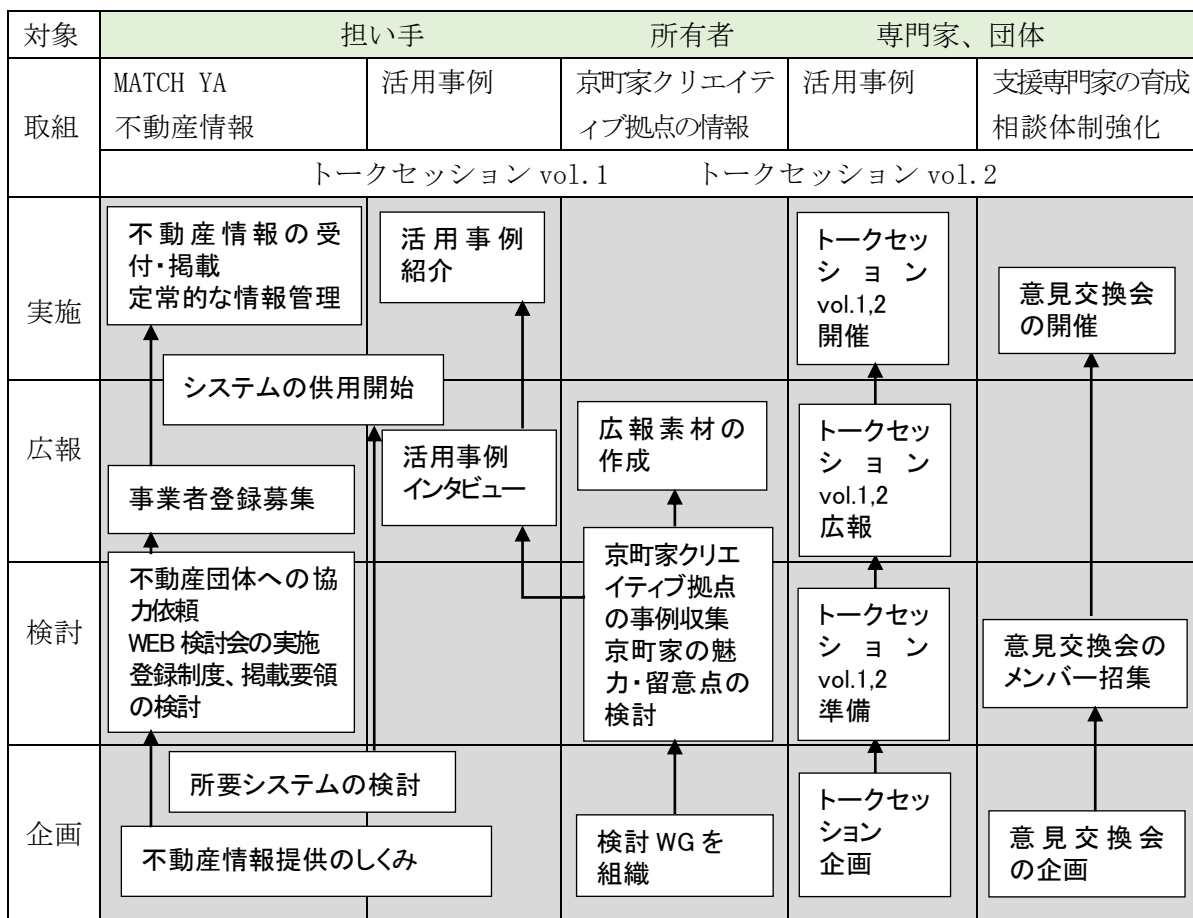 対象
担い手
所有者
専門家、団体
取組
MATCH YA
不動産情報
活用事例
京町家クリエイテ
ィブ拠点の情報
活用事例
支援専門家の育成
相談体制強化
トークセッション vol.1
トークセッション vol.2
実施
不動産情報の受
付・掲載
定常的な情報管理
活用事例
紹介
トークセッ
ション
vol.1,2
開催
意見交換会
の開催
システムの供用開始
広報
事業者登録募集
活用事例
インタビュー
広報素材の
作成
トークセッ
ション
vol.1,2
広報
検討
不動産団体への協
力依頼
WEB 検討会の実施
登録制度、掲載要領
の検討
京町家クリエ
イティブ拠点
の事例収集
京町家の魅
力・留意点の
検討
トークセッ
ション
vol.1,2
準備
意見交換会の
メンバー招集
企画
所要システムの検討
不動産情報提供のしくみ
検討 WG を
組織
トークセッ
ション
企画
意見交換会
の企画